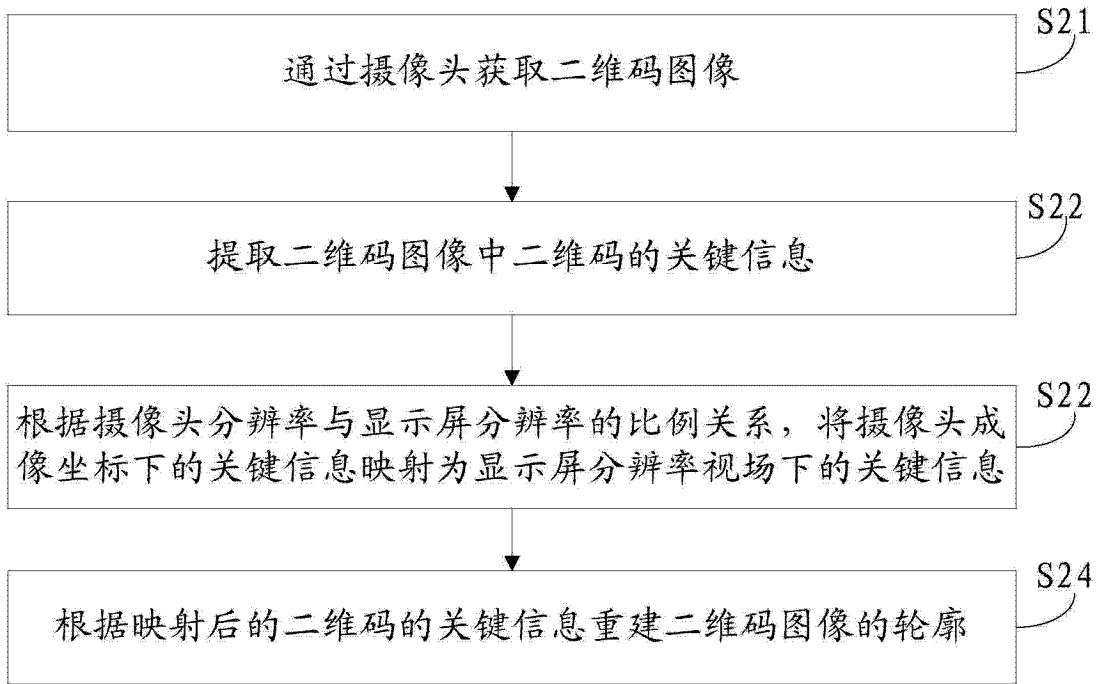 S21
通过摄像头获取二维码图像
S22
提取二维码图像中二维码的关键信息
S22
根据摄像头分辨率与显示屏分辨率的比例关系，将摄像头成
像坐标下的关键信息映射为显示屏分辨率视场下的关键信息
S24
根据映射后的二维码的关键信息重建二维码图像的轮廓